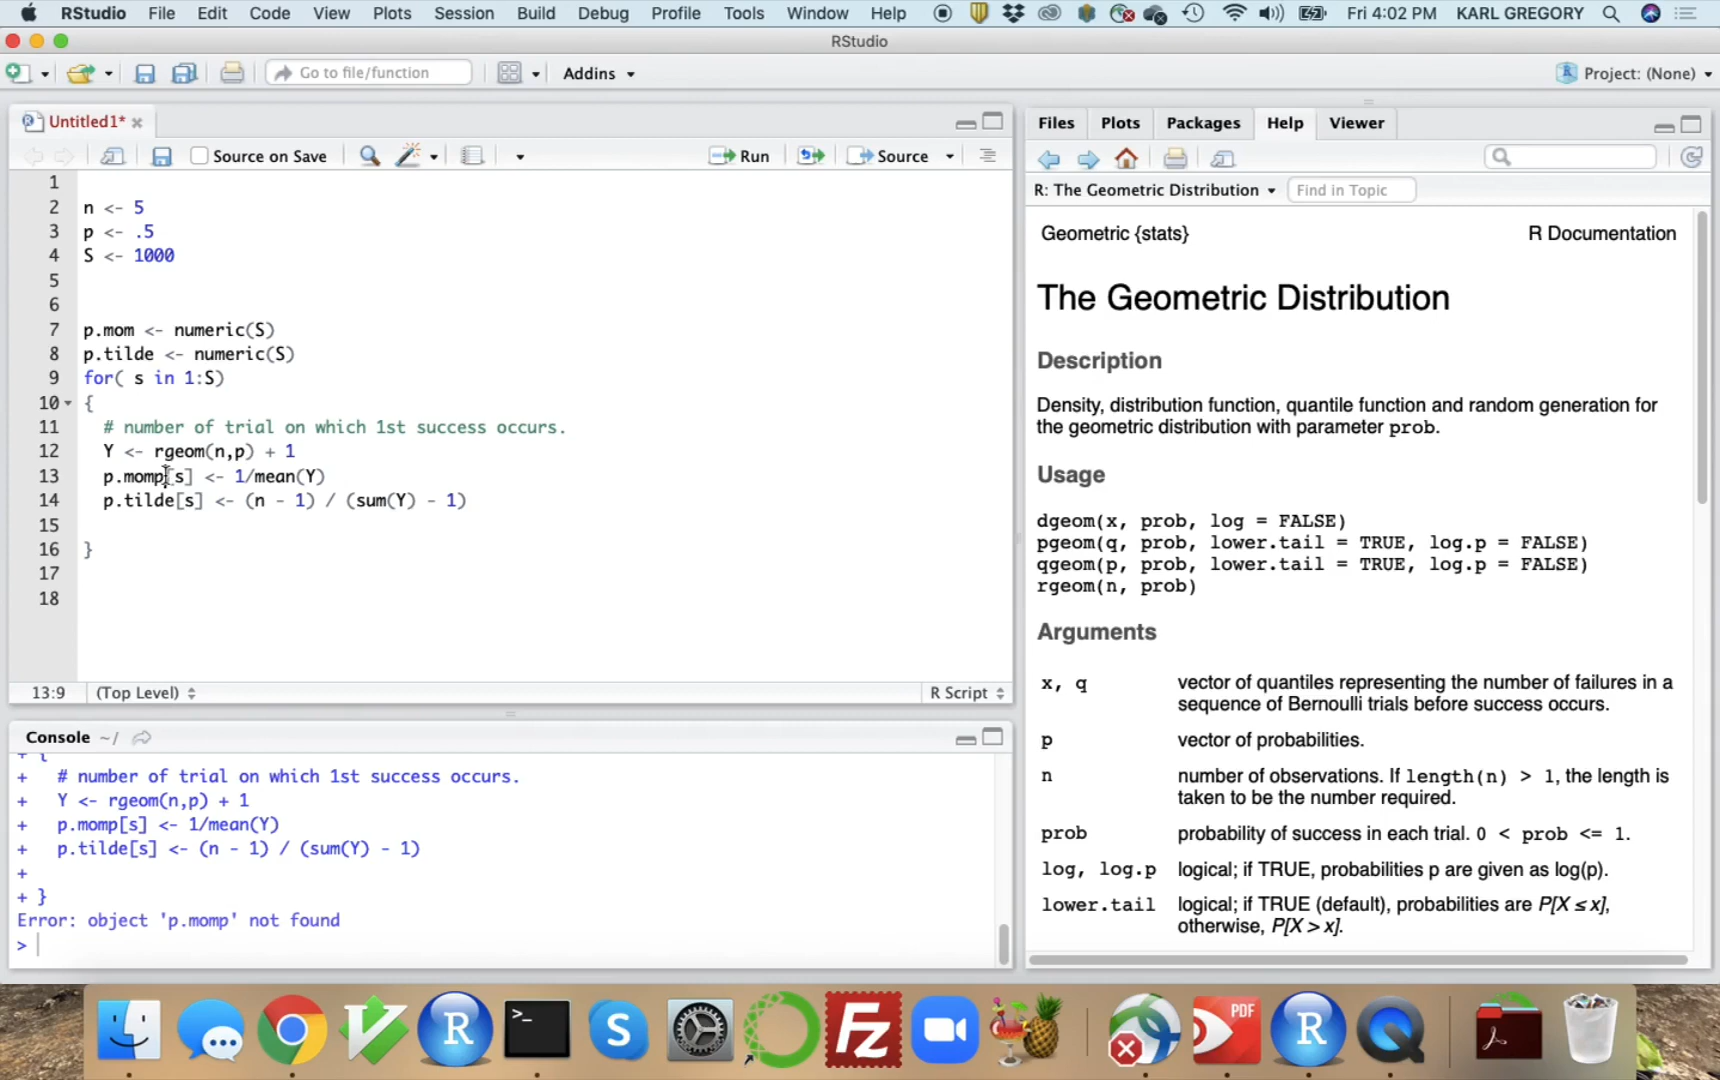 RStudio File Edit Code View Plots Session Build Debug Profile Tools Window Help Fri 4:02 PM KARL GREGORY
RStudio
Go to file/function Addins Project: (None)
Untitled1*
Source on Save Run Source
1
2 n <- 5
3 p <- .5
4 S <- 1000
5
6
7 p.mom <- numeric(S)
8 p.tilde <- numeric(S)
9 for( s in 1:S)
10 {
11 # number of trial on which 1st success occurs.
12 Y <- rgeom(n,p) + 1
13 p.momp[s] <- 1/mean(Y)
14 p.tilde[s] <- (n - 1) / (sum(Y) - 1)
15
16 }
17
18
13:9 (Top Level) R Script
Console ~/
+ {
+ # number of trial on which 1st success occurs.
+ Y <- rgeom(n,p) + 1
+ p.momp[s] <- 1/mean(Y)
+ p.tilde[s] <- (n - 1) / (sum(Y) - 1)
+
+ }
Error: object 'p.momp' not found
>
Files Plots Packages Help Viewer
R: The Geometric Distribution Find in Topic
Geometric {stats} R Documentation
The Geometric Distribution
Description
Density, distribution function, quantile function and random generation for
the geometric distribution with parameter prob.
Usage
dgeom(x, prob, log = FALSE)
pgeom(q, prob, lower.tail = TRUE, log.p = FALSE)
qgeom(p, prob, lower.tail = TRUE, log.p = FALSE)
rgeom(n, prob)
Arguments
x, q vector of quantiles representing the number of failures in a
sequence of Bernoulli trials before success occurs.
p vector of probabilities.
n number of observations. If length(n) > 1, the length is
taken to be the number required.
prob probability of success in each trial. 0 < prob <= 1.
log, log.p logical; if TRUE, probabilities p are given as log(p).
lower.tail logical; if TRUE (default), probabilities are P[X ≤ x],
otherwise, P[X > x].
R >_ S Fz PDF R